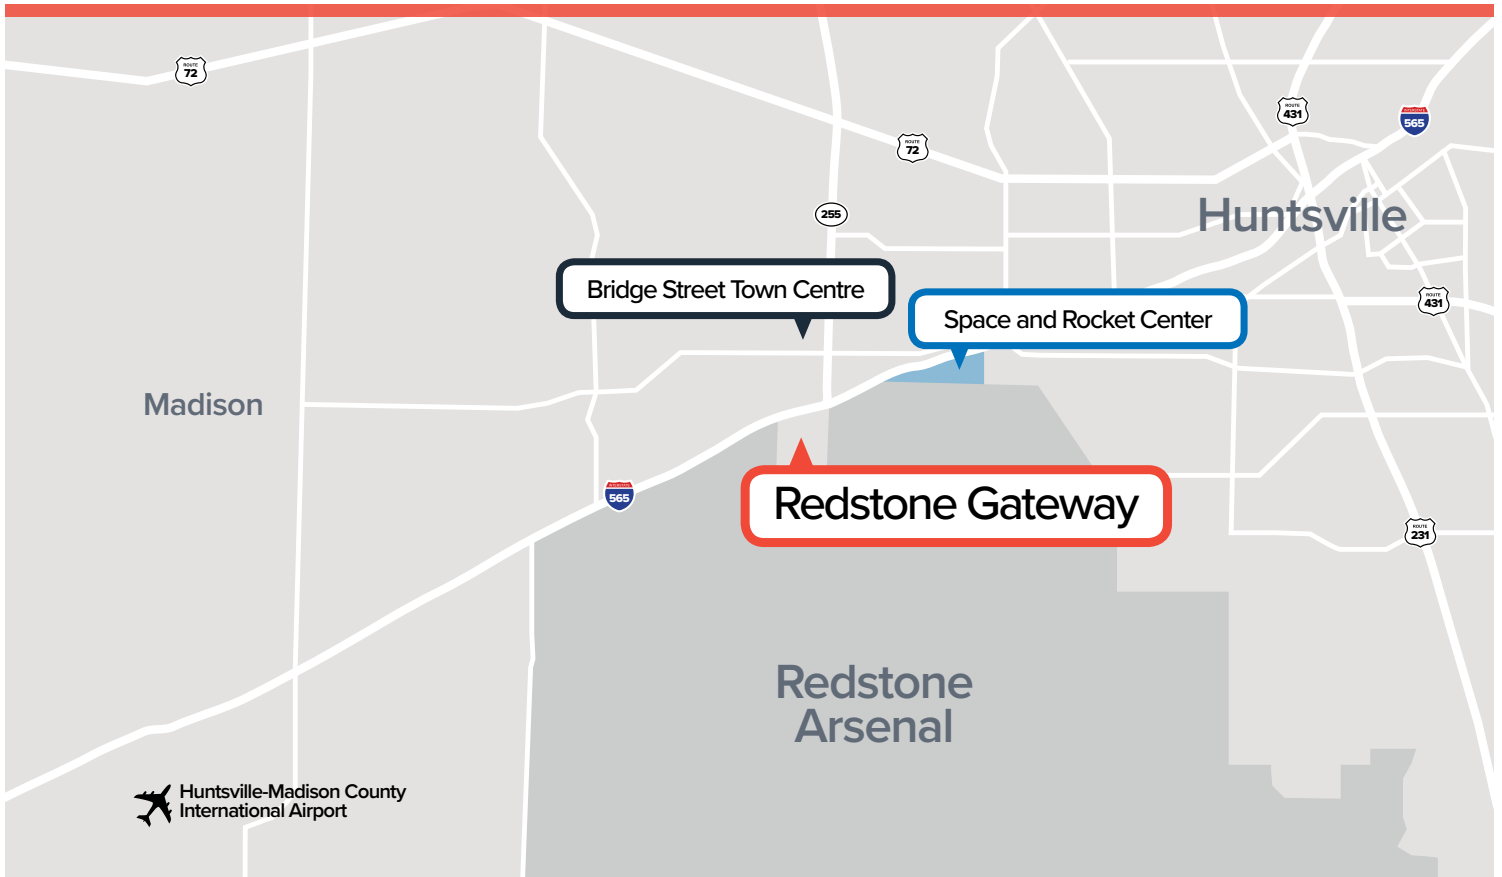 ROUTE
72
ROUTE
431
INTERSTATE
565
ROUTE
72
255
Huntsville
Bridge Street Town Centre
Space and Rocket Center
ROUTE
431
Madison
INTERSTATE
565
Redstone Gateway
ROUTE
231
Redstone
Arsenal
Huntsville-Madison County
International Airport